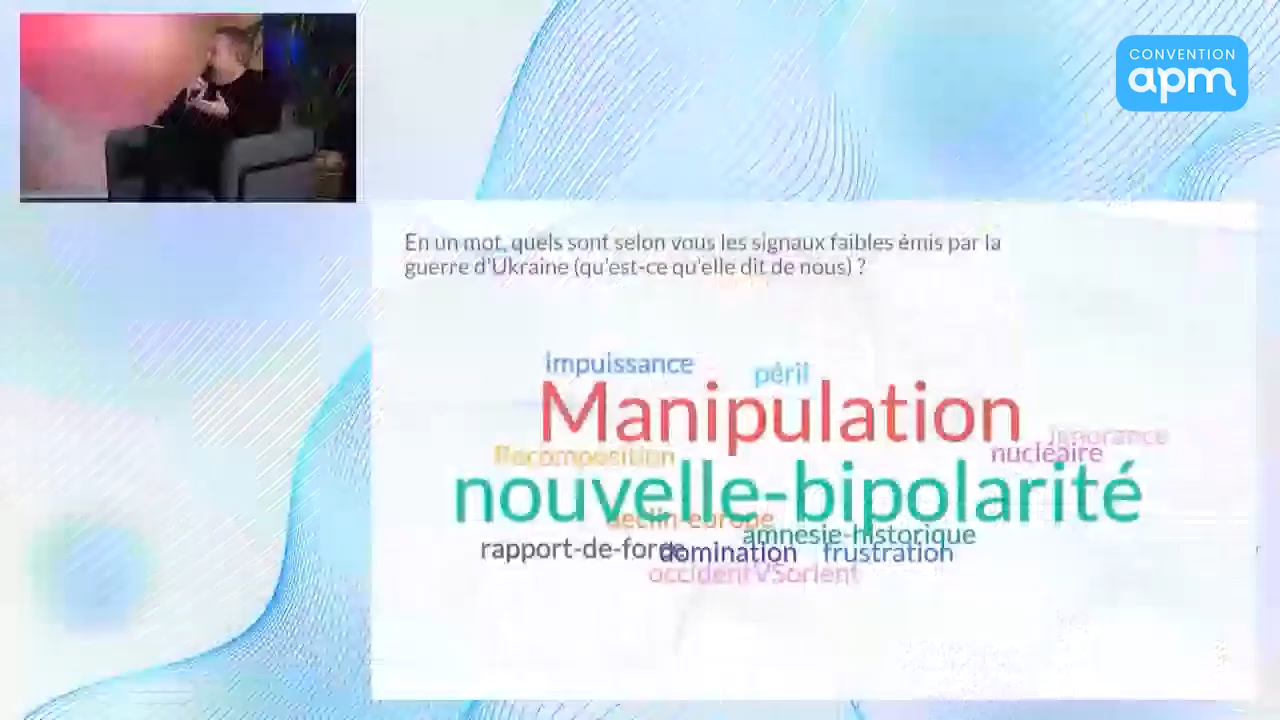 CONVENTION
apm
En un mot, quels sont selon vous les signaux faibles émis par la
guerre d'Ukraine (qu'est-ce qu'elle dit de nous) ?
impuissance
péril
Manipulation
ignorance
nucléaire
Recomposition
nouvelle-bipolarité
declin-europe
amnesie-historique
rapport-de-force
domination
frustration
occidentVSorient